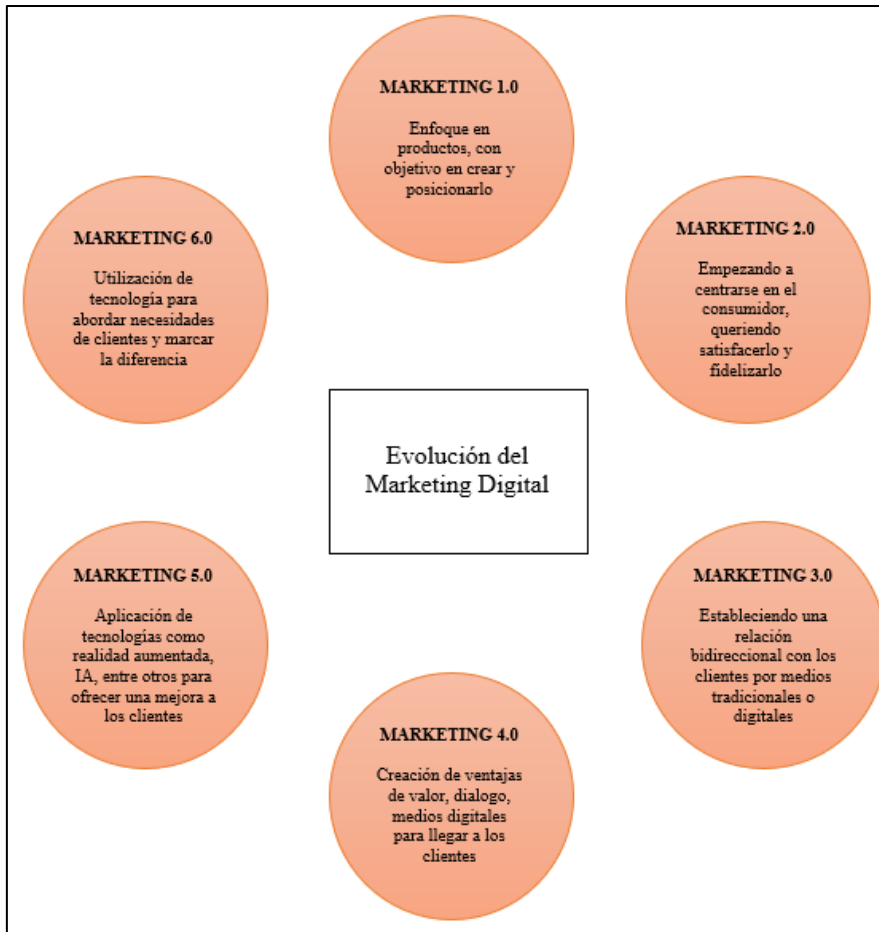 MARKETING 1.0
Enfoque en
productos, con
objetivo en crear y
posicionarlo
MARKETING 2.0
Empezando a
centrarse en el
consumidor,
queriendo
satisfacerlo y
fidelizarlo
MARKETING 3.0
Estableciendo una
relación
bidireccional con los
clientes por medios
tradicionales o
digitales
MARKETING 4.0
Creación de ventajas
de valor, dialogo,
medios digitales
para llegar a los
clientes
MARKETING 5.0
Aplicación de
tecnologías como
realidad aumentada,
IA, entre otros para
ofrecer una mejora a
los clientes
MARKETING 6.0
Utilización de
tecnología para
abordar necesidades
de clientes y marcar
la diferencia
Evolución del
Marketing Digital